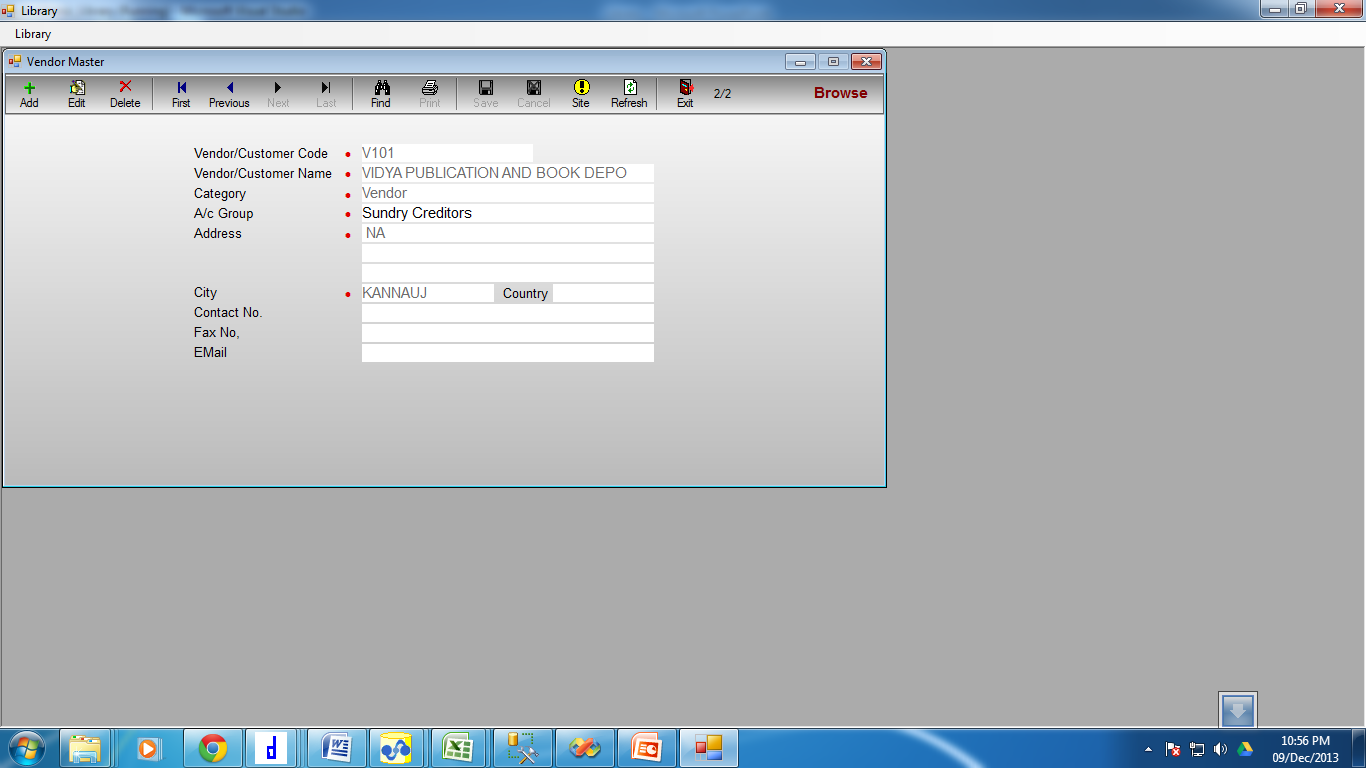 Library
Library
Vendor Master
Add Edit Delete First Previous Next Last Find Print Save Cancel Site Refresh Exit 2/2 Browse
Vendor/Customer Code V101
Vendor/Customer Name VIDYA PUBLICATION AND BOOK DEPO
Category Vendor
A/c Group Sundry Creditors
Address NA
City KANNAUJ Country
Contact No.
Fax No,
EMail
10:56 PM
09/Dec/2013